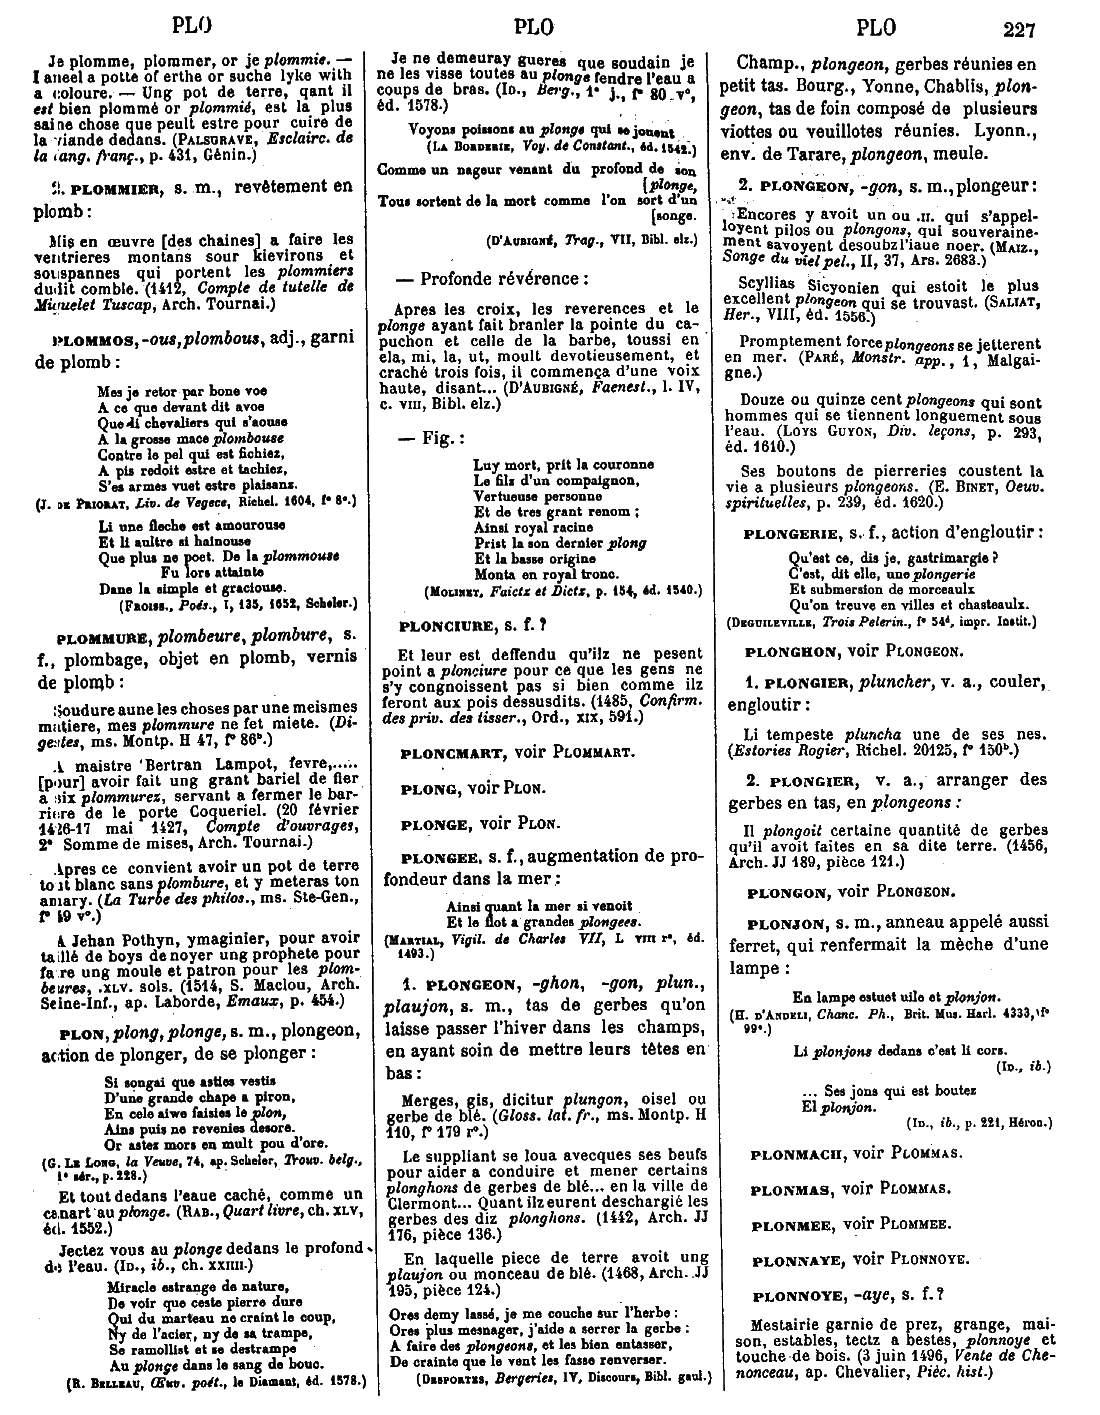 PLO
PLO
PLO
227
Je plomme, plommer, or je plommie. —
I aneel a potte of erthe or suche lyke with
a coloure. — Ung pot de terre, qant il
est bien plommé or plommié, est la plus
saine chose que peult estre pour cuire de
la viande dedans. (PALSGRAVE, Esclairc. de
la lang. franç., p. 431, Génin.)
2. PLOMMIER, s. m., revêtement en
plomb :
Mis en œuvre [des chaines] a faire les
ventrieres montans sour kievirons et
souspannes qui portent les plommiers
dudit comble. (1412, Compte de tutelle de
Miquelet Tuscap, Arch. Tournai.)
PLOMMOS, -ous, plombous, adj., garni
de plomb :
Mes je retor par bone voe
A ce que devant dit avoe
Que di chevaliers qui s'aouse
A la grosse mace plombouse
Contre le pel qui est fichiez,
A pis redoit estre et tachiez,
S'es armes vuet estre plaisanz.
(J. DE PRIORAT, Liv. de Vegece, Richel. 1604, f° 8ᵃ.)
Li une fleche est amourouse
Et li aultre si hainouse
Que plus ne poet. De la plommouse
Fu lors attainte
Dane la simple et graciouse.
(FROISS., Poés., I, 135, 1652, Scheler.)
PLOMMURE, plombeure, plombure, s.
f., plombage, objet en plomb, vernis
de plomb :
Soudure aune les choses par une meismes
matiere, mes plommure ne fet miete. (Di-
gestes, ms. Montp. H 47, f° 86ᵇ.)
A maistre Bertran Lampot, fevre,.....
[pour] avoir fait ung grant bariel de fier
a six plommurez, servant a fermer le bar-
riere de le porte Coqueriel. (20 février
1426-17 mai 1427, Compte d'ouvrages,
2ᵉ Somme de mises, Arch. Tournai.)
Apres ce convient avoir un pot de terre
tout blanc sans plombure, et y meteras ton
amary. (La Turbe des philos., ms. Ste-Gen.,
f° 49 v°.)
A Jehan Pothyn, ymaginier, pour avoir
taillé de boys de noyer ung prophete pour
faire ung moule et patron pour les plom-
beures, .XLV. sols. (1514, S. Maclou, Arch.
Seine-Inf., ap. Laborde, Emaux, p. 454.)
PLON, plong, plonge, s. m., plongeon,
action de plonger, de se plonger :
Si songai que asties vestis
D'une grande chape a piron,
En cele aiwe faisies le plon,
Ains puis ne revenies desore.
Or astez mors en mult pou d'ore.
(G. LE LONG, la Veuve, 74, ap. Scheler, Trouv. belg.,
1ᵉ sér., p. 228.)
Et tout dedans l'eaue caché, comme un
canart au plonge. (RAB., Quart livre, ch. XLV,
éd. 1552.)
Jectez vous au plonge dedans le profond
de l'eau. (ID., ib., ch. XXIIII.)
Miracle estrange de nature,
De voir que ceste pierre dure
Qui du marteau ne craint le coup,
Ny de l'acier, ny de sa trampe,
Se ramollist et se destrampe
Au plonge dans le sang de bouc.
(R. BELLEAU, Œuv. poét., le Diamant, éd. 1578.)
Je ne demeuray gueres que soudain je
ne les visse toutes au plonge fendre l'eau a
coups de bras. (ID., Berg., 1ᵉ j., f° 80 v°,
éd. 1578.)
Voyons poissons au plonge qui se jouent
(LA BORDERIE, Voy. de Constant., éd. 1542.)
Comme un nageur venant du profond de son
[plonge,
Tous sortent de la mort comme l'on sort d'un
[songe.
(D'AUBIGNÉ, Trag., VII, Bibl. elz.)
— Profonde révérence :
Apres les croix, les reverences et le
plonge ayant fait branler la pointe du ca-
puchon et celle de la barbe, toussi en
ela, mi, la, ut, moult devotieusement, et
craché trois fois, il commença d'une voix
haute, disant... (D'AUBIGNÉ, Faenest., l. IV,
c. VIII, Bibl. elz.)
— Fig. :
Luy mort, prit la couronne
Le filz d'un compaignon,
Vertueuse personne
Et de tres grant renom ;
Ainsi royal racine
Prist la son dernier plong
Et la basse origine
Monta en royal tronc.
(MOLINET, Faictz et Dictz, p. 154, éd. 1540.)
PLONCIURE, s. f. ?
Et leur est deffendu qu'ilz ne pesent
point a plonciure pour ce que les gens ne
s'y congnoissent pas si bien comme ilz
feront aux pois dessusdits. (1485, Confirm.
des priv. des tisser., Ord., XIX, 591.)
PLONCMART, voir PLOMMART.
PLONG, voir PLON.
PLONGE, voir PLON.
PLONGEE, s. f., augmentation de pro-
fondeur dans la mer :
Ainsi quant la mer si venoit
Et le flot a grandes plongees.
(MARTIAL, Vigil. de Charles VII, L VIII r°, éd.
1493.)
1. PLONGEON, -ghon, -gon, plun.,
plaujon, s. m., tas de gerbes qu'on
laisse passer l'hiver dans les champs,
en ayant soin de mettre leurs têtes en
bas :
Merges, gis, dicitur plungon, oisel ou
gerbe de blé. (Gloss. lat. fr., ms. Montp. H
110, f° 179 r°.)
Le suppliant se loua avecques ses beufs
pour aider a conduire et mener certains
plonghons de gerbes de blé... en la ville de
Clermont... Quant ilz eurent deschargié les
gerbes des diz plonghons. (1442, Arch. JJ
176, pièce 136.)
En laquelle piece de terre avoit ung
plaujon ou monceau de blé. (1468, Arch. JJ
195, pièce 124.)
Ores demy lassé, je me couche sur l'herbe :
Ores plus mesnager, j'aide a serrer la gerbe :
A faire des plongeons, et les bien entasser,
De crainte que le vent les fasse renverser.
(DESPORTES, Bergeries, IV, Discours, Bibl. gaul.)
Champ., plongeon, gerbes réunies en
petit tas. Bourg., Yonne, Chablis, plon-
geon, tas de foin composé de plusieurs
viottes ou veuillotes réunies. Lyonn.,
env. de Tarare, plongeon, meule.
2. PLONGEON, -gon, s. m., plongeur :
Encores y avoit un ou .II. qui s'appel-
loyent pilos ou plongons, qui souveraine-
ment savoyent desoubz l'iaue noer. (MAIZ.,
Songe du viel pel., II, 37, Ars. 2683.)
Scyllias Sicyonien qui estoit le plus
excellent plongeon qui se trouvast. (SALIAT,
Her., VIII, éd. 1556.)
Promptement force plongeons se jetterent
en mer. (PARÉ, Monstr. app., 1, Malgai-
gne.)
Douze ou quinze cent plongeons qui sont
hommes qui se tiennent longuement sous
l'eau. (LOYS GUYON, Div. leçons, p. 293,
éd. 1610.)
Ses boutons de pierreries coustent la
vie a plusieurs plongeons. (E. BINET, Oeuv.
spirituelles, p. 239, éd. 1620.)
PLONGERIE, s. f., action d'engloutir :
Qu'est ce, dis je, gastrimargie ?
C'est, dit elle, une plongerie
Et submersion de morceaulx
Qu'on treuve en villes et chasteaulx.
(DEGUILEVILLE, Trois Pelerin., f° 54ᵈ, impr. Instit.)
PLONGHON, voir PLONGEON.
1. PLONGIER, pluncher, v. a., couler,
engloutir :
Li tempeste pluncha une de ses nes.
(Estories Rogier, Richel. 20125, f° 150ᵇ.)
2. PLONGIER, v. a., arranger des
gerbes en tas, en plongeons :
Il plongoit certaine quantité de gerbes
qu'il avoit faites en sa dite terre. (1456,
Arch. JJ 189, pièce 121.)
PLONGON, voir PLONGEON.
PLONJON, s. m., anneau appelé aussi
ferret, qui renfermait la mèche d'une
lampe :
En lampe estuet uile et plonjon.
(H. D'ANDELI, Chanc. Ph., Brit. Mus. Harl. 4333, f°
99ᵃ.)
Li plonjons dedans c'est li cors.
(ID., ib.)
... Ses jons qui est boutez
El plonjon.
(ID., ib., p. 221, Héron.)
PLONMACH, voir PLOMMAS.
PLONMAS, voir PLOMMAS.
PLONMEE, voir PLOMMEE.
PLONNAYE, voir PLONNOYE.
PLONNOYE, -aye, s. f. ?
Mestairie garnie de prez, grange, mai-
son, estables, tectz a bestes, plonnoye et
touche de bois. (3 juin 1496, Vente de Che-
nonceau, ap. Chevalier, Pièc. hist.)